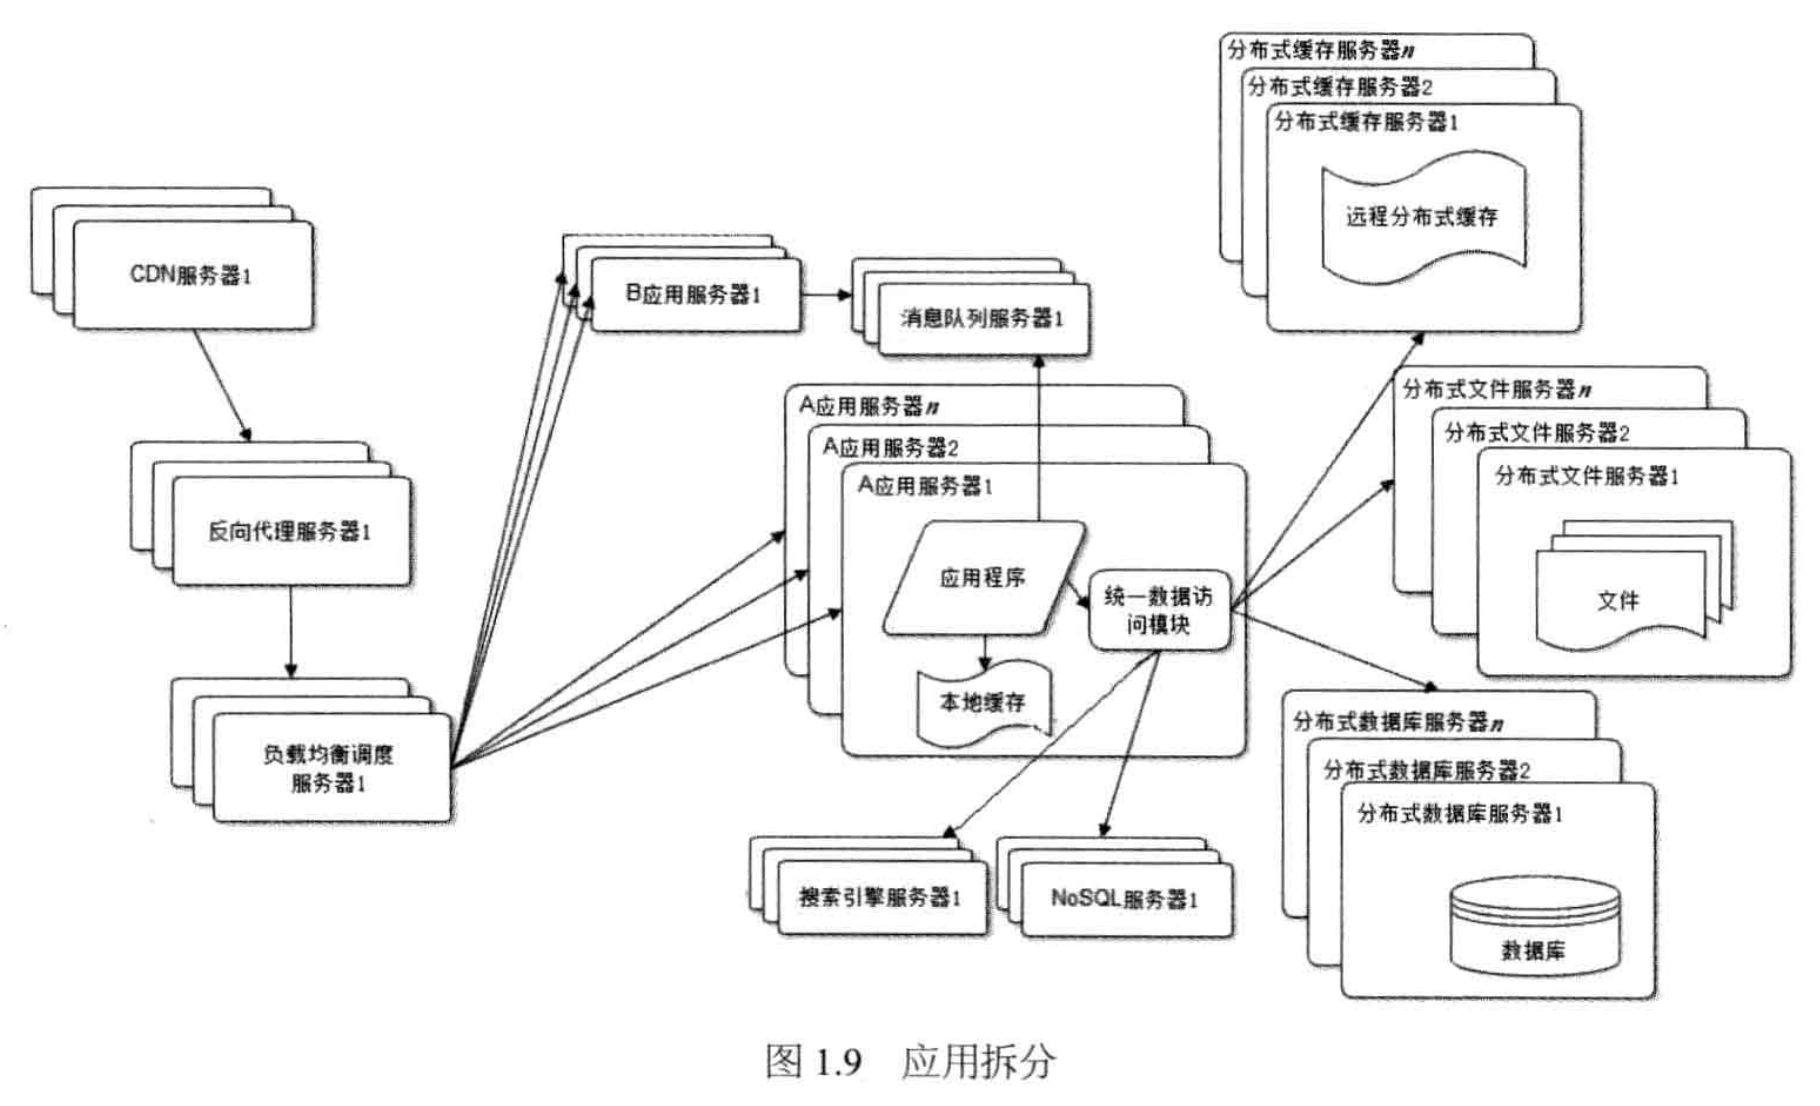 分布式缓存服务器n
分布式缓存服务器2
分布式缓存服务器1
远程分布式缓存
CDN服务器1
B应用服务器1
消息队列服务器1
反向代理服务器1
负载均衡调度
服务器1
A应用服务器n
A应用服务器2
A应用服务器1
应用程序
统一数据访
问模块
本地缓存
分布式文件服务器n
分布式文件服务器2
分布式文件服务器1
文件
分布式数据库服务器n
分布式数据库服务器2
分布式数据库服务器1
数据库
搜索引擎服务器1
NoSQL服务器1
图 1.9 应用拆分